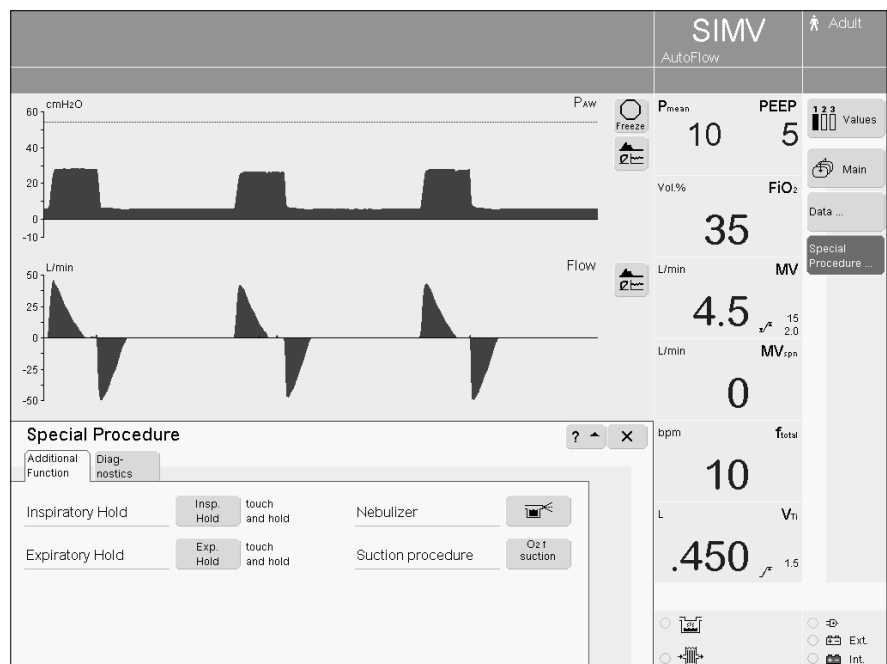 SIMV
AutoFlow
Adult
cmH2O
PAW
60
40
20
0
-10
Freeze
L/min
Flow
50
25
0
-25
-50
Pmean PEEP
10 5
Vol.% FiO2
35
L/min MV
4.5
15
2.0
L/min MVspn
0
bpm ftotal
10
L VTi
.450
1.5
1 2 3
Values
Main
Data ...
Special
Procedure ...
Special Procedure
?
Additional
Function
Diag-
nostics
Inspiratory Hold
Insp.
Hold
touch
and hold
Nebulizer
Expiratory Hold
Exp.
Hold
touch
and hold
Suction procedure
O2↑
suction
Ext.
Int.